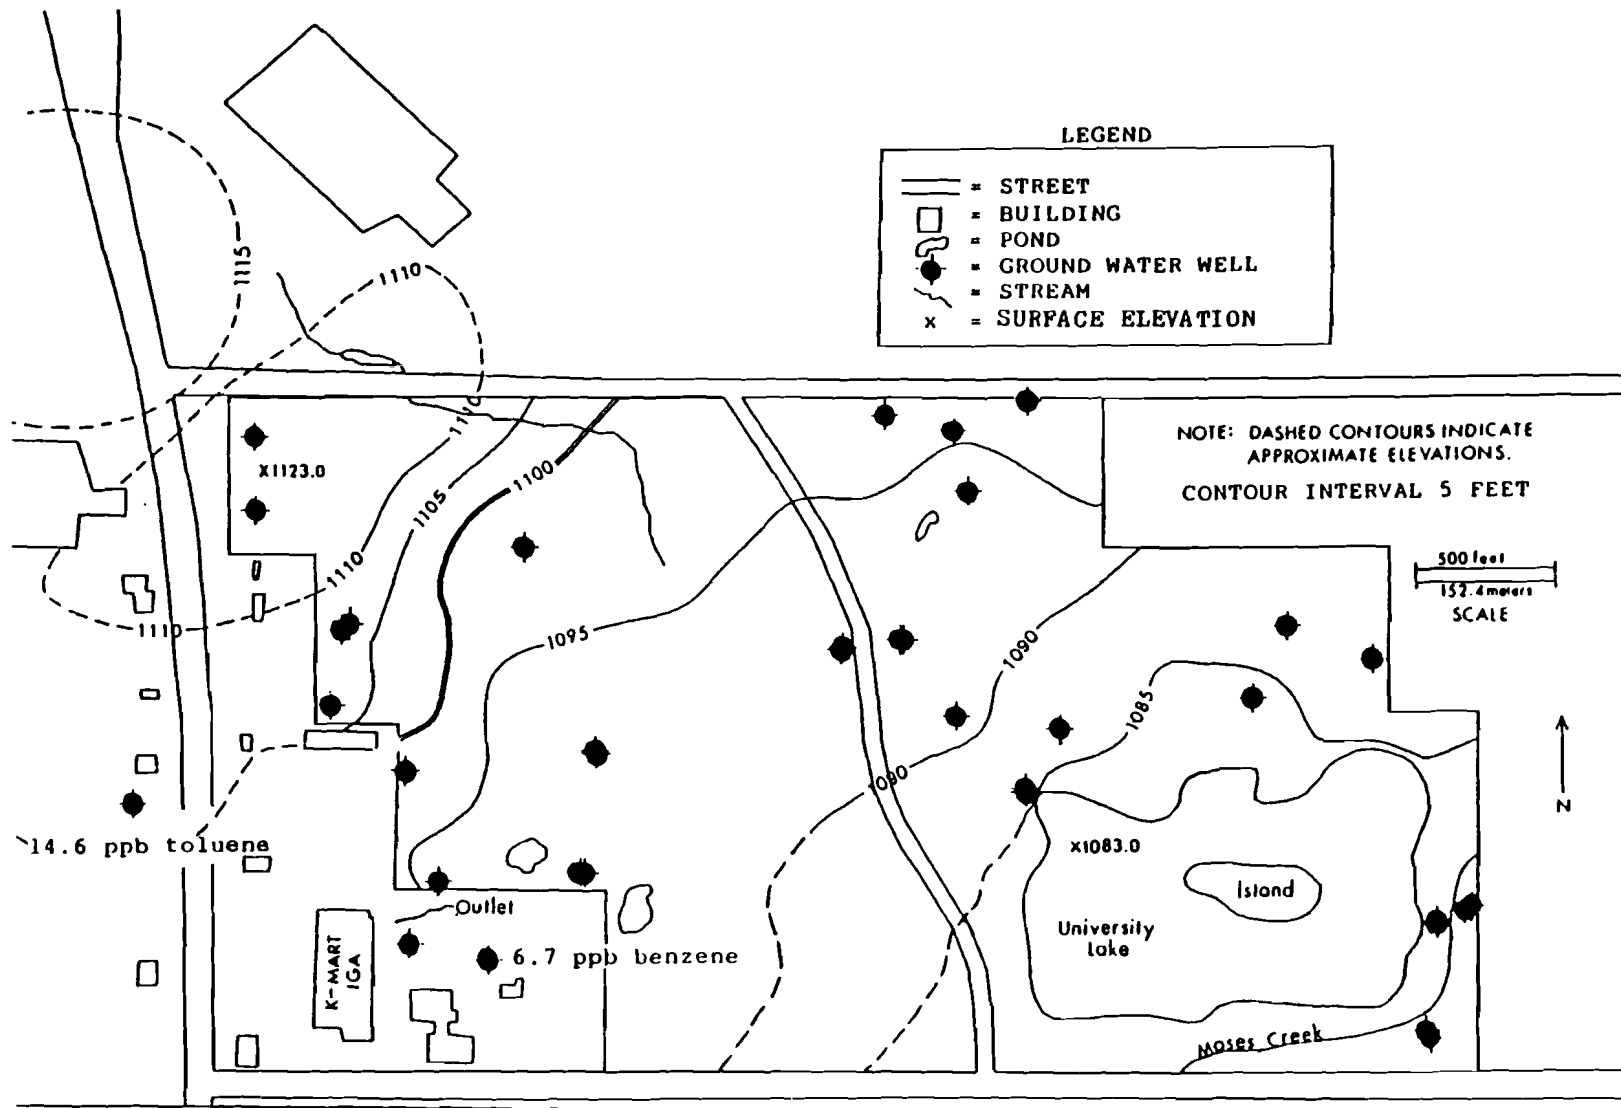 LEGEND
= STREET
= BUILDING
= POND
= GROUND WATER WELL
= STREAM
x = SURFACE ELEVATION
1115
1110
1110
NOTE: DASHED CONTOURS INDICATE
APPROXIMATE ELEVATIONS.
CONTOUR INTERVAL 5 FEET
X1123.0
1100
1105
500 feet
152.4 meters
SCALE
1110
1110
1095
1090
1085
N
1090
14.6 ppb toluene
X1083.0
Island
Outlet
University
Lake
6.7 ppb benzene
K-MART
IGA
Moses Creek